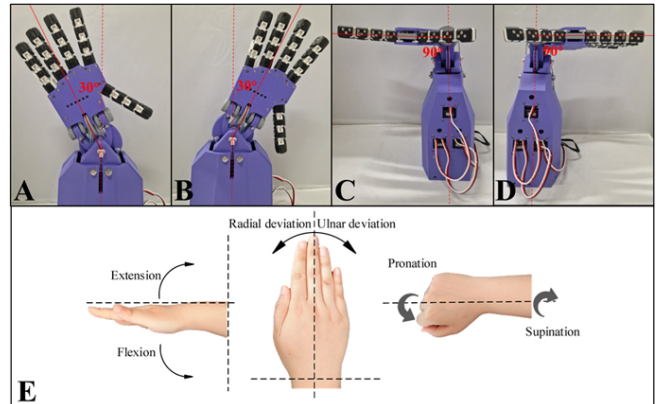 30°
A
30°
B
90°
C
90°
D
Radial deviation
Ulnar deviation
Extension
Flexion
Pronation
Supination
E